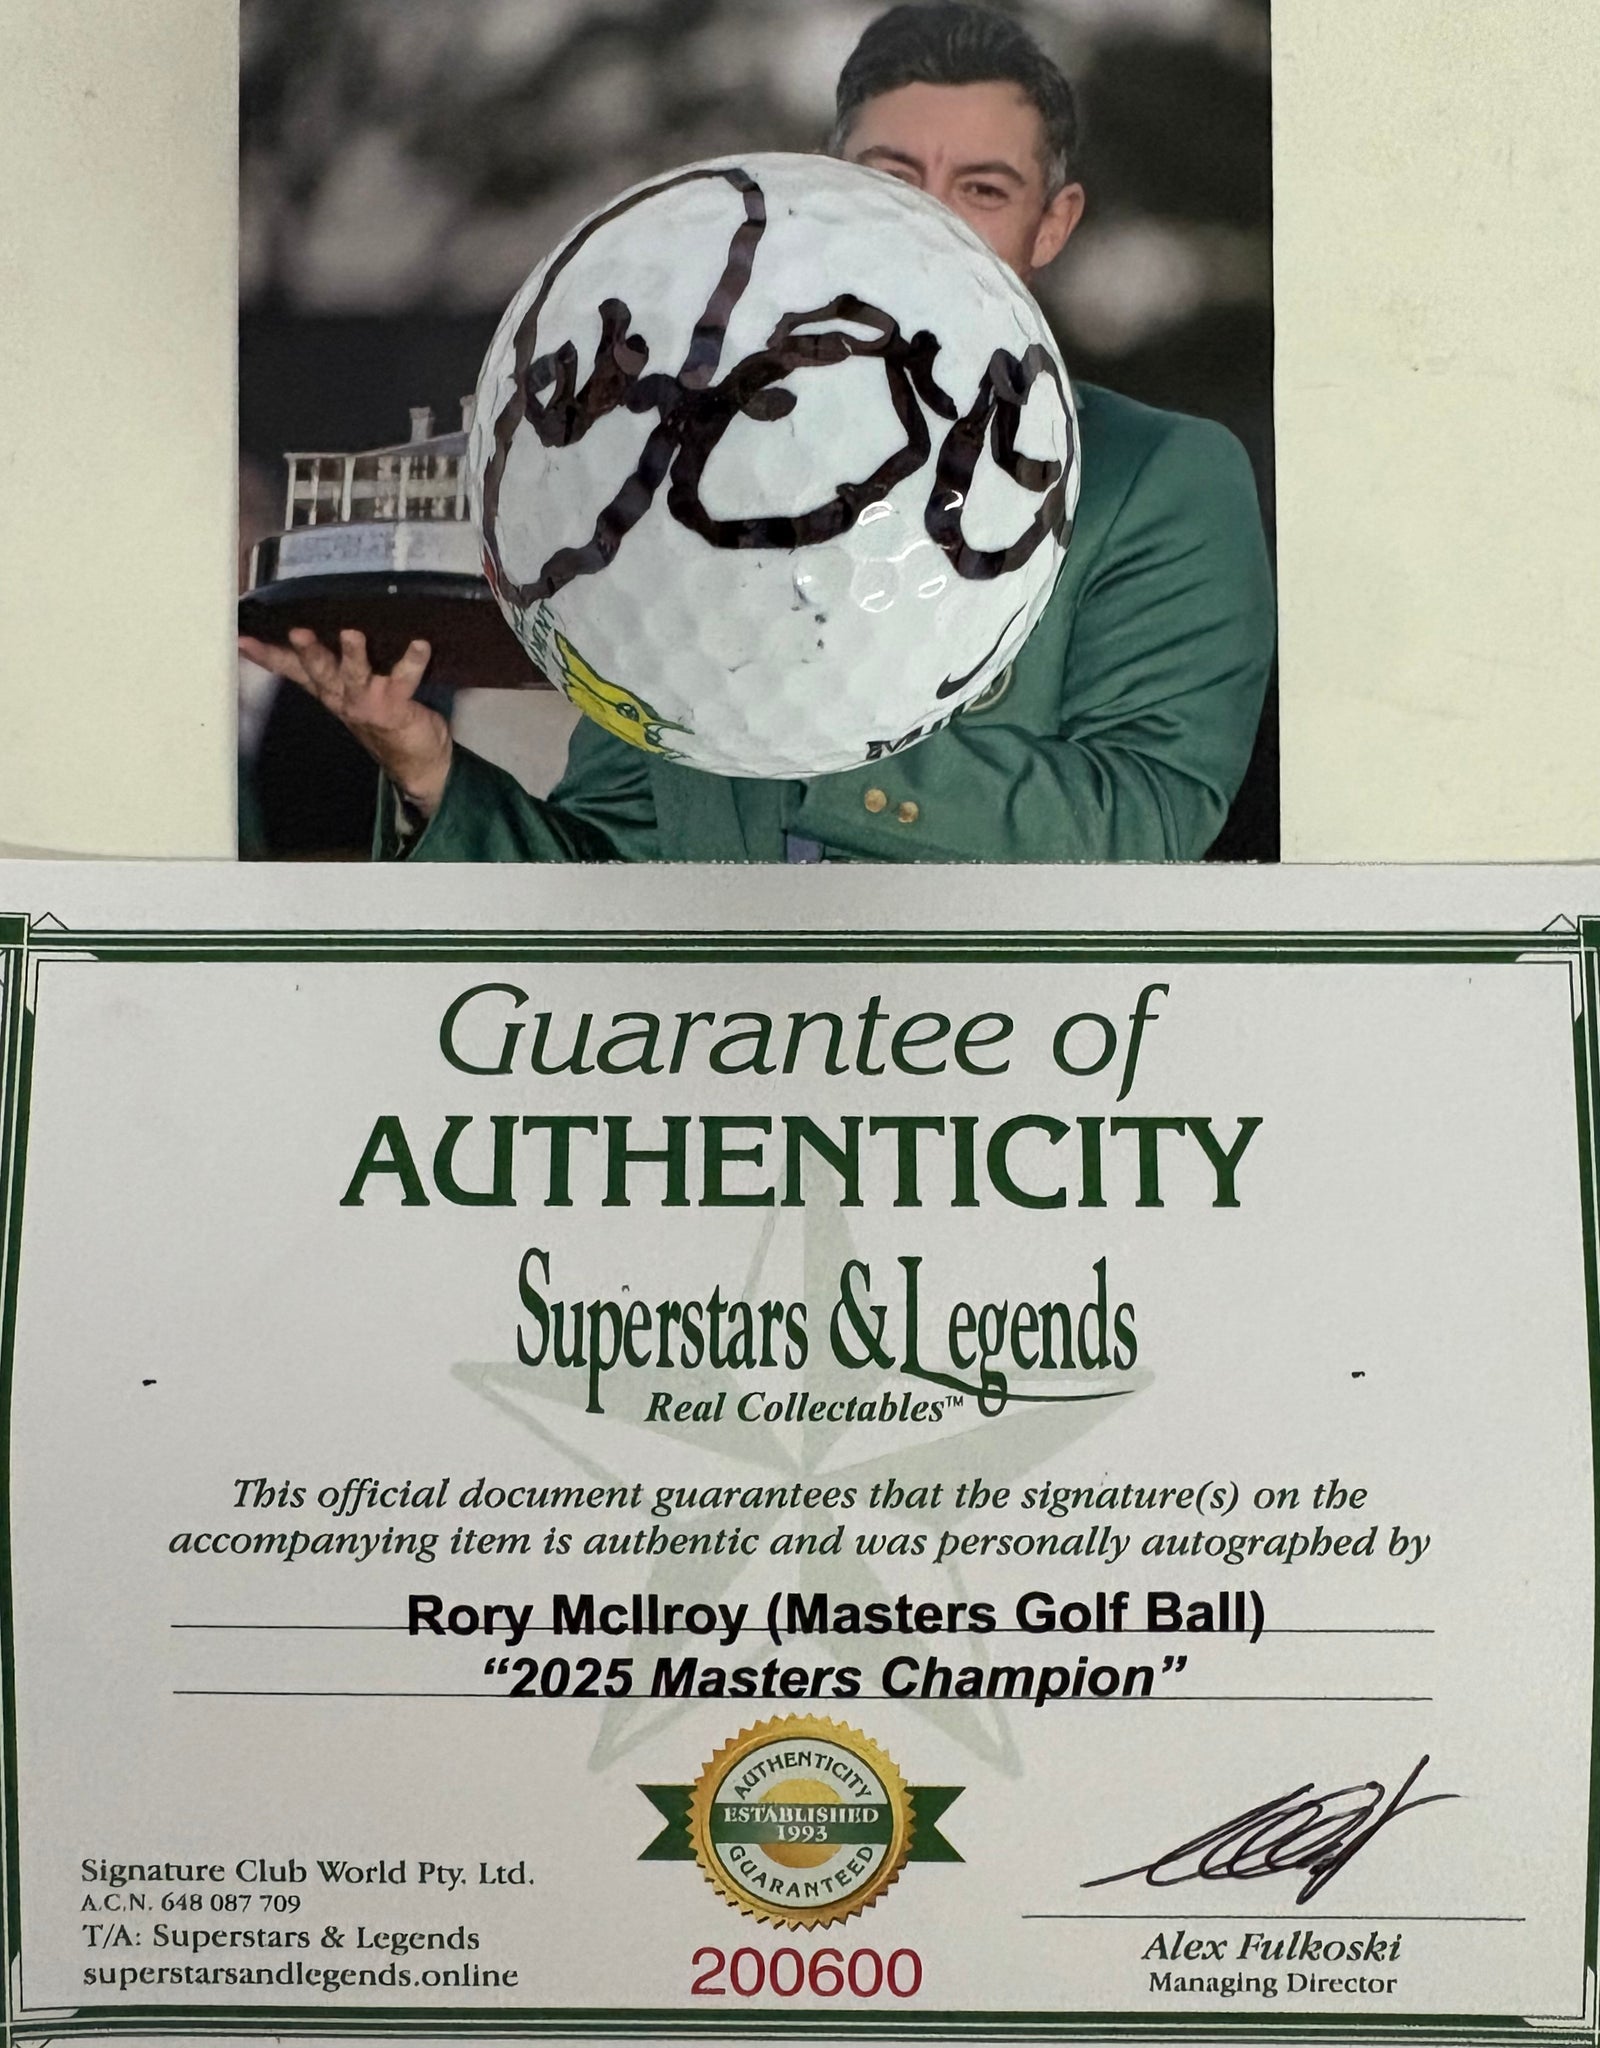 MENT
Guarantee of
AUTHENTICITY
Superstars & Legends
Real Collectables™
This official document guarantees that the signature(s) on the
accompanying item is authentic and was personally autographed by
Rory McIlroy (Masters Golf Ball)
“2025 Masters Champion”
AUTHENTICITY
ESTABLISHED
1993
GUARANTEED
Signature Club World Pty. Ltd.
A.C.N. 648 087 709
T/A: Superstars & Legends
superstarsandlegends.online
200600
Alex Fulkoski
Managing Director